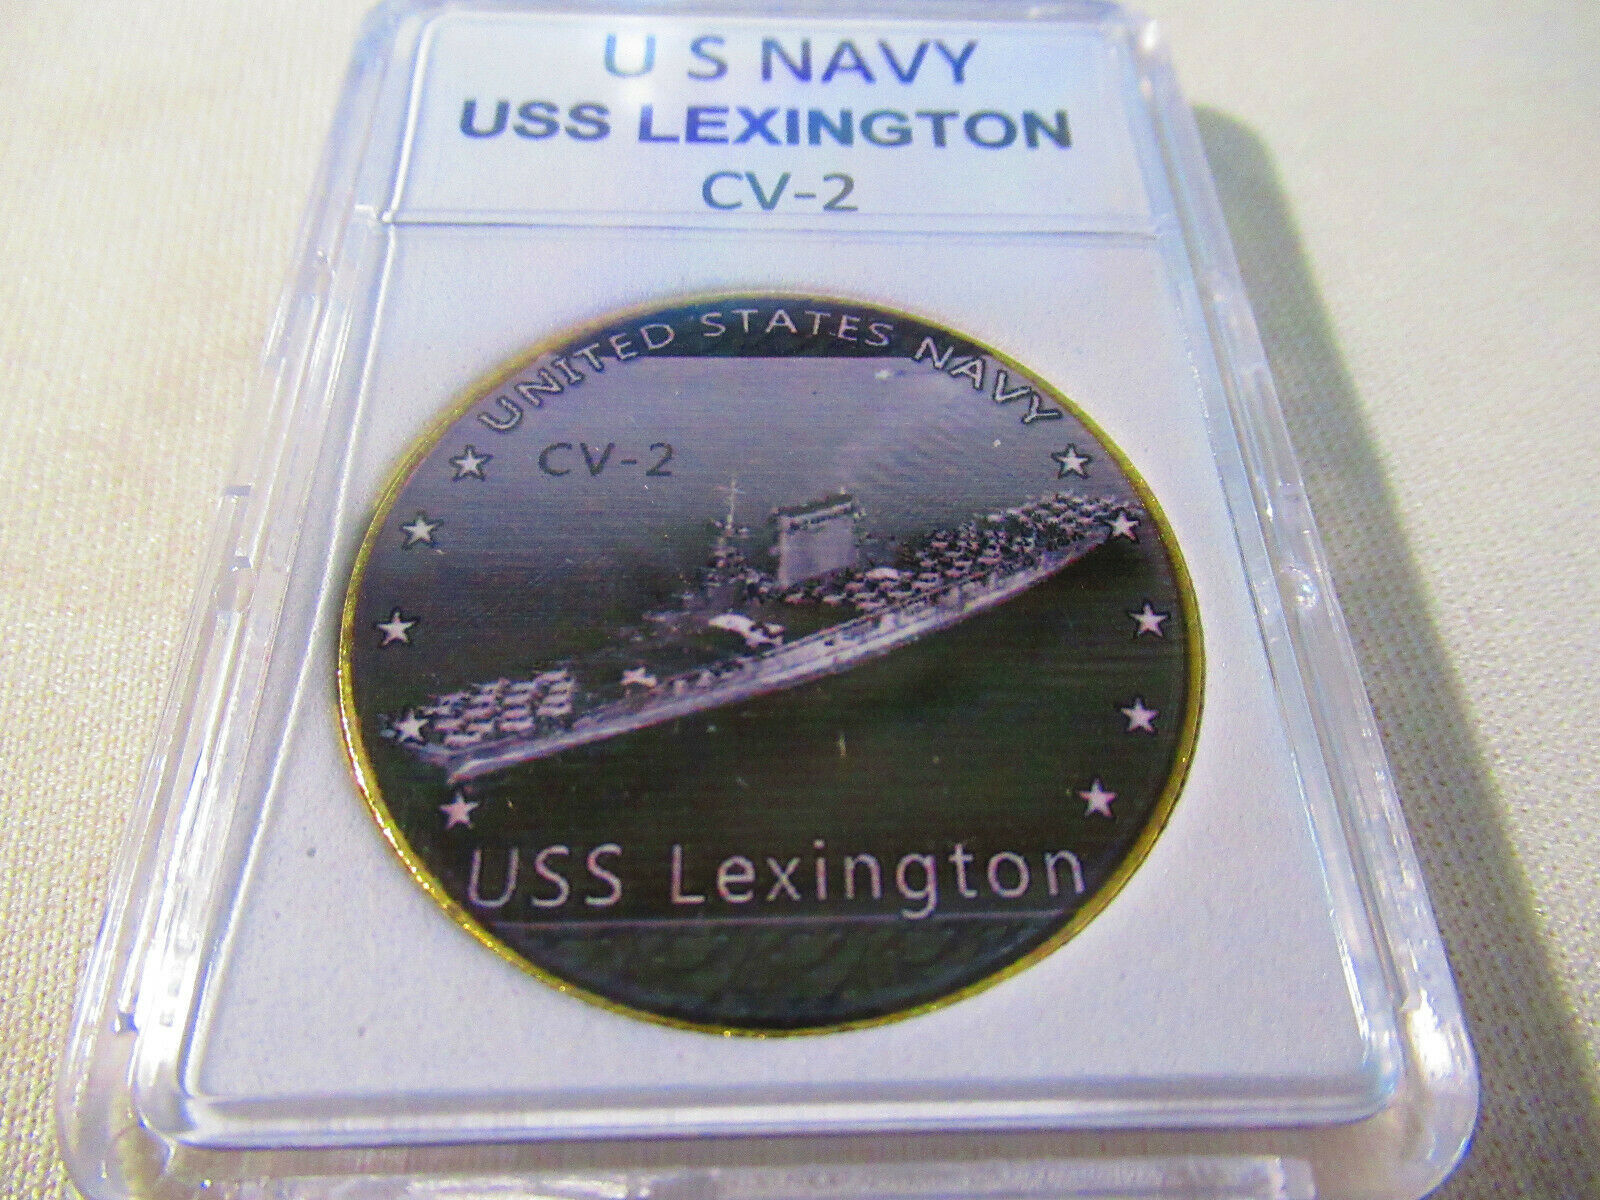 U S NAVY
USS LEXINGTON
CV-2
UNITED STATES NAVY
CV-2
USS Lexington